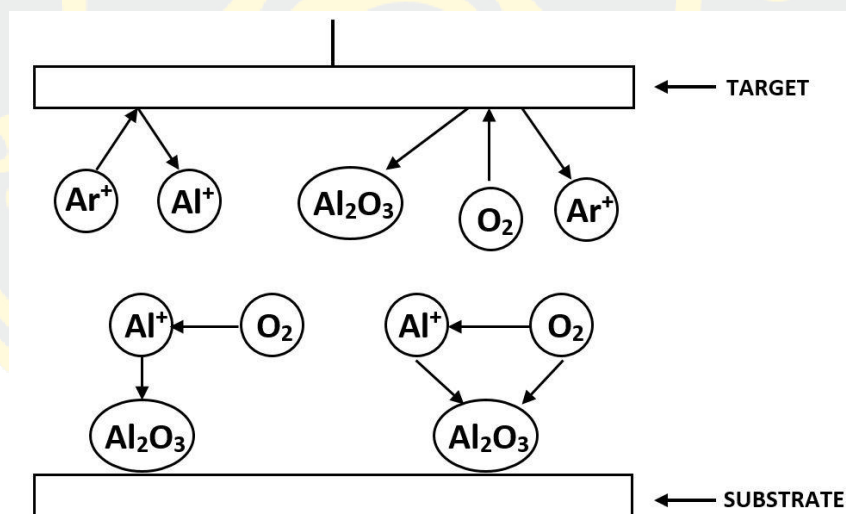 TARGET
Ar⁺ Al⁺ Al₂O₃ O₂ Ar⁺
Al⁺ O₂ Al⁺ O₂
Al₂O₃ Al₂O₃
SUBSTRATE